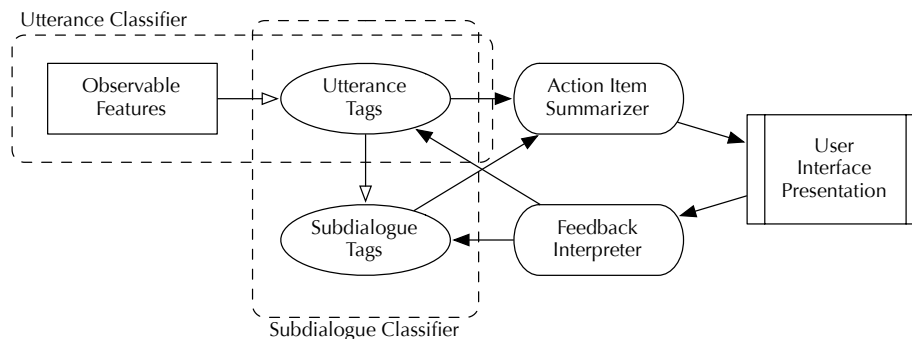 Utterance Classifier
Observable
Features
Utterance
Tags
Action Item
Summarizer
User
Interface
Presentation
Subdialogue
Tags
Feedback
Interpreter
Subdialogue Classifier